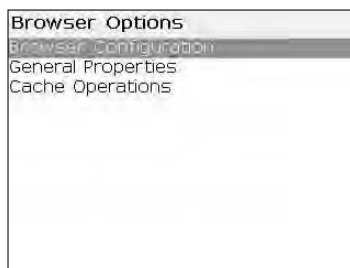 Browser Options
Browser Configuration
General Properties
Cache Operations